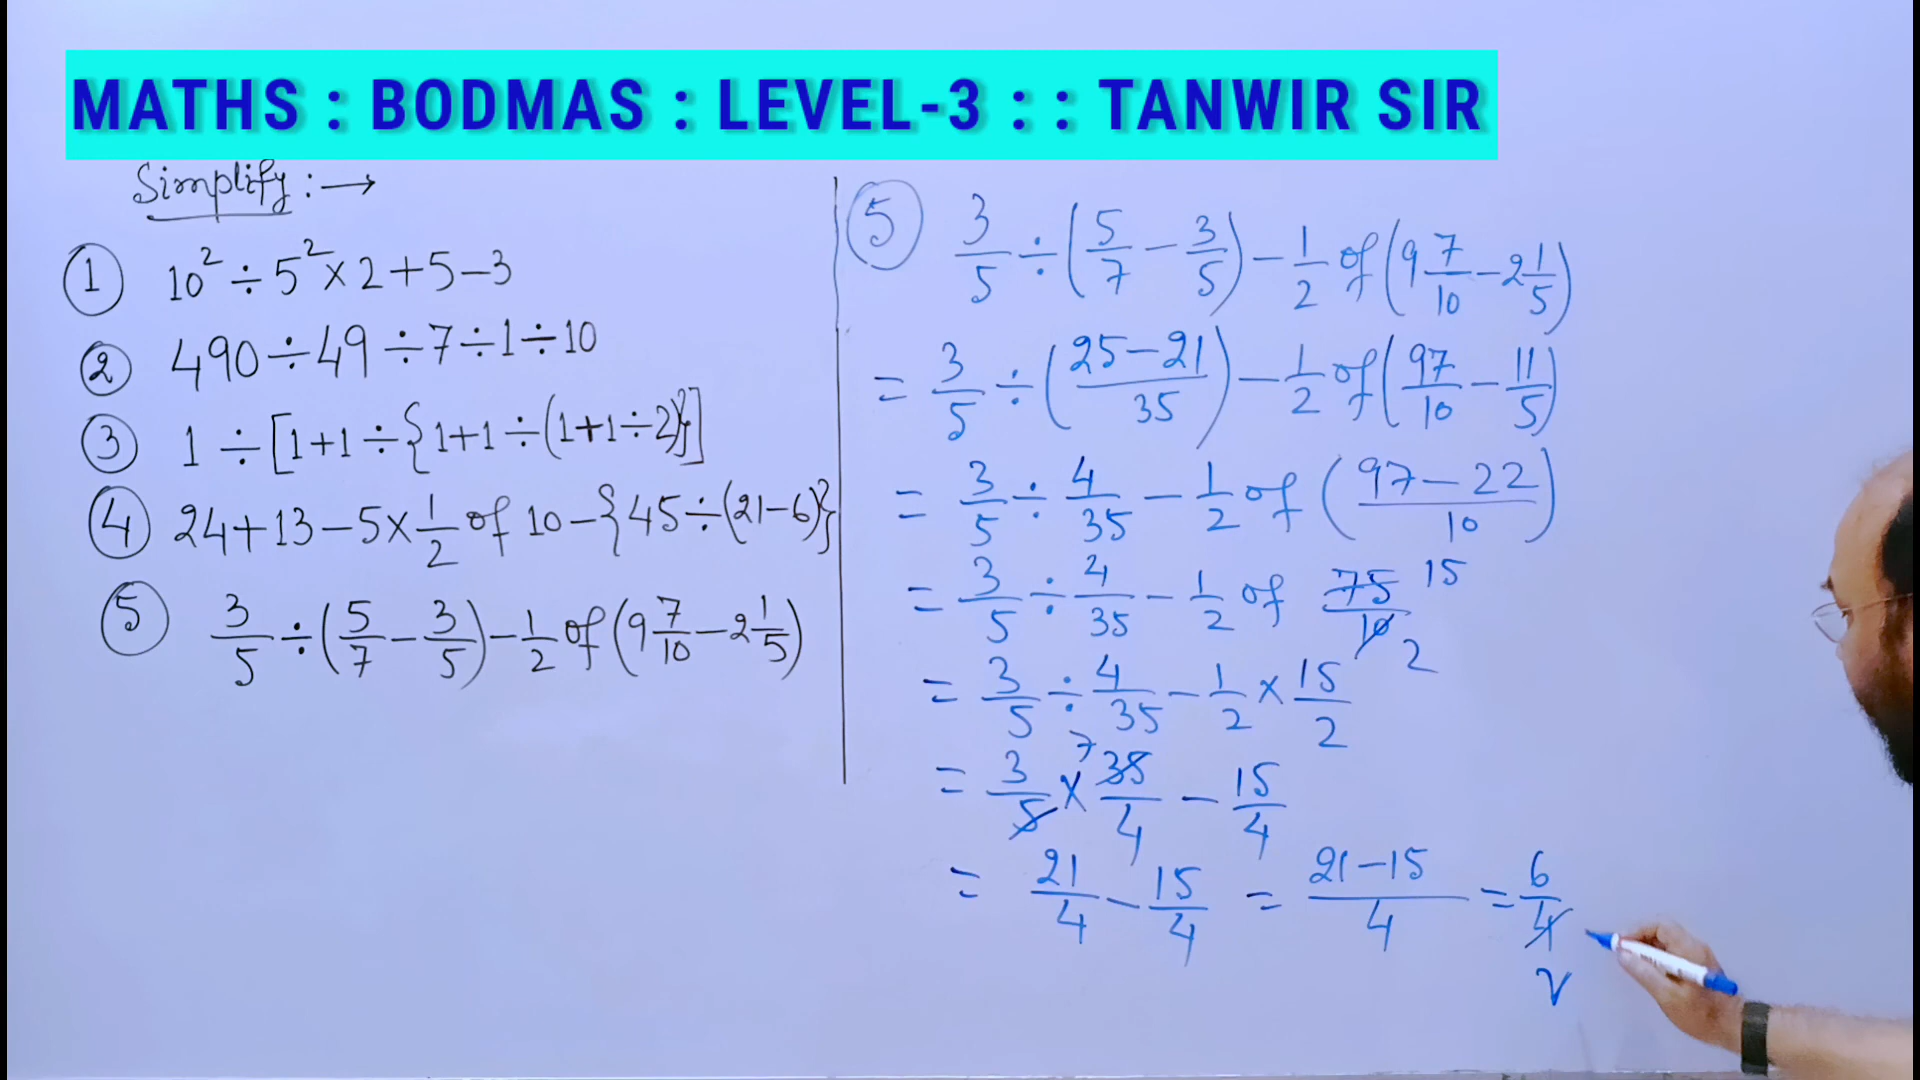 MATHS : BODMAS : LEVEL-3 : : TANWIR SIR
Simplify :→
① 10² ÷ 5² × 2 + 5 − 3
② 490 ÷ 49 ÷ 7 ÷ 1 ÷ 10
③ 1 ÷ [1+1 ÷ {1+1 ÷ (1+1÷2)}]
④ 24+13−5×1/2 of 10−{45÷(21−6)}
⑤ 3/5 ÷ (5/7 − 3/5) − 1/2 of (9 7/10 − 2 1/5)
⑤ 3/5 ÷ (5/7 − 3/5) − 1/2 of (9 7/10 − 2 1/5)
= 3/5 ÷ ((25−21)/35) − 1/2 of (97/10 − 11/5)
= 3/5 ÷ 4/35 − 1/2 of ((97−22)/10)
= 3/5 ÷ 4/35 − 1/2 of 75/10 15 2
= 3/5 ÷ 4/35 − 1/2 × 15/2
= 3/5 × 7 35/4 − 15/4
= 21/4 − 15/4 = (21−15)/4 = 6/4 2